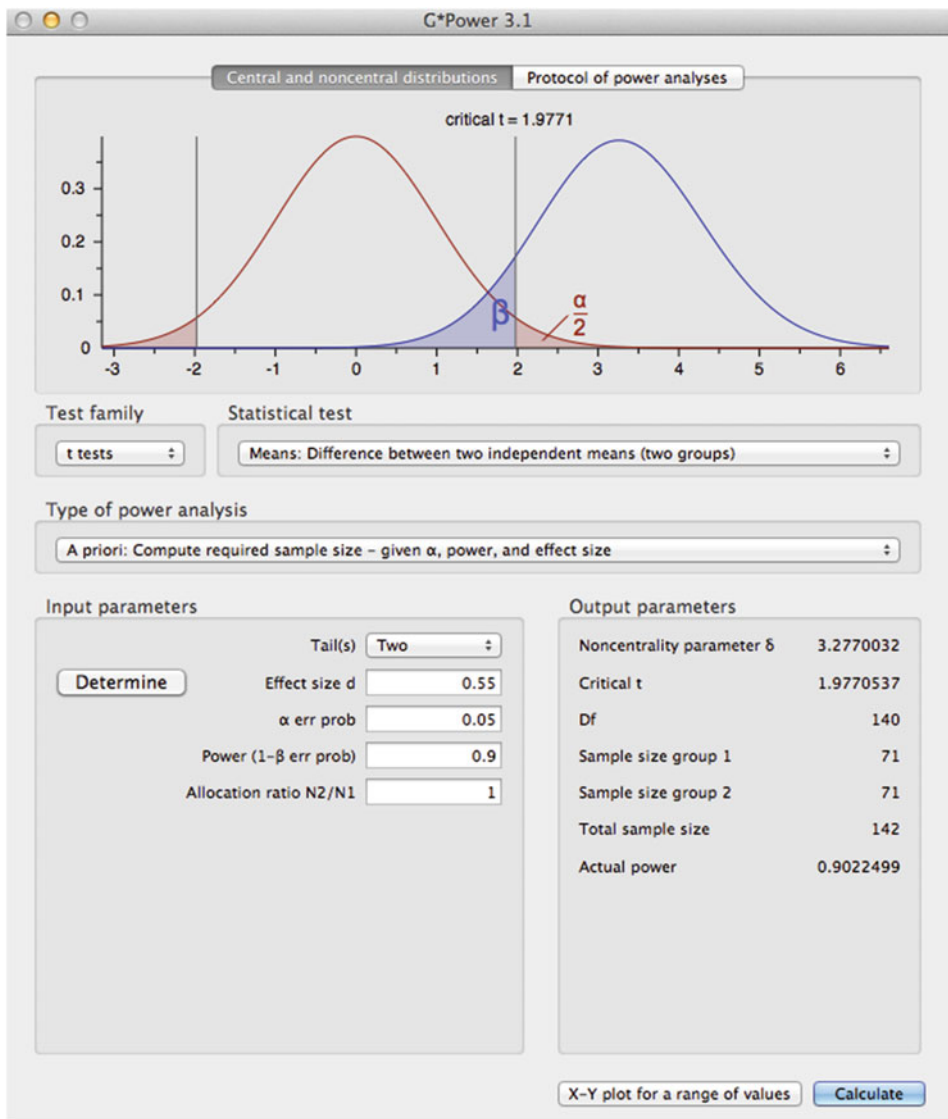 G*Power 3.1
Central and noncentral distributions Protocol of power analyses
critical t = 1.9771
0.3
0.2
0.1
0
β
α
2
-3 -2 -1 0 1 2 3 4 5 6
Test family Statistical test
t tests Means: Difference between two independent means (two groups)
Type of power analysis
A priori: Compute required sample size – given α, power, and effect size
Input parameters
Tail(s) Two
Determine Effect size d 0.55
α err prob 0.05
Power (1-β err prob) 0.9
Allocation ratio N2/N1 1
Output parameters
Noncentrality parameter δ 3.2770032
Critical t 1.9770537
Df 140
Sample size group 1 71
Sample size group 2 71
Total sample size 142
Actual power 0.9022499
X-Y plot for a range of values Calculate